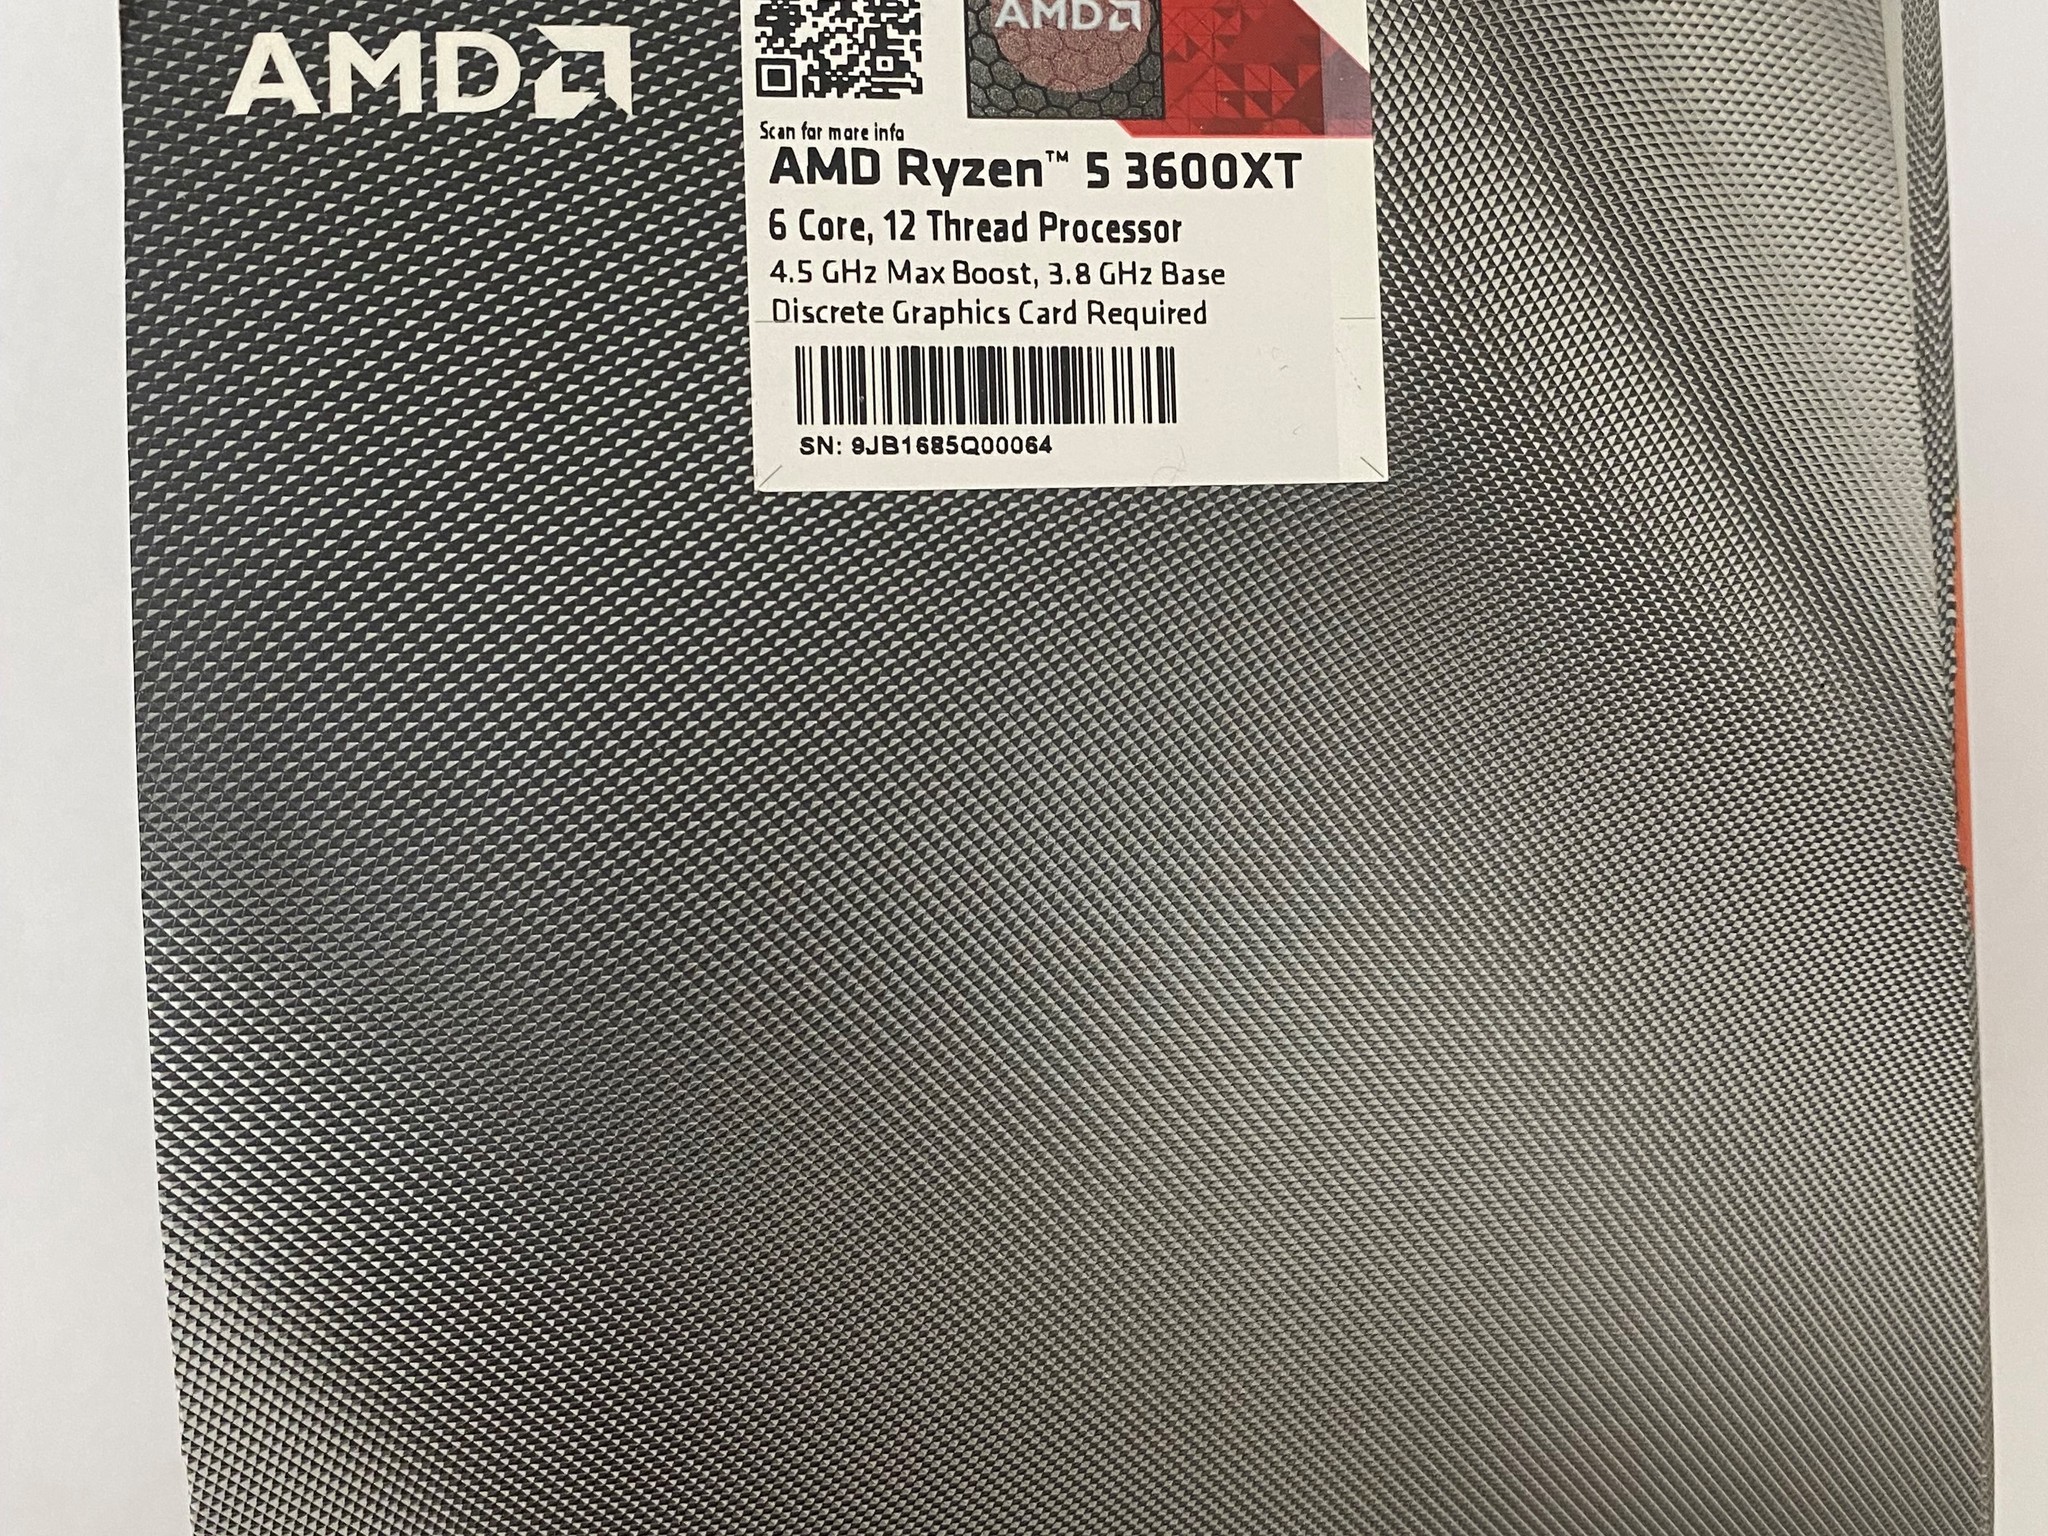 AMD
AMD
Scan for more info
AMD Ryzen™ 5 3600XT
6 Core, 12 Thread Processor
4.5 GHz Max Boost, 3.8 GHz Base
Discrete Graphics Card Required
SN: 9JB1685Q00064